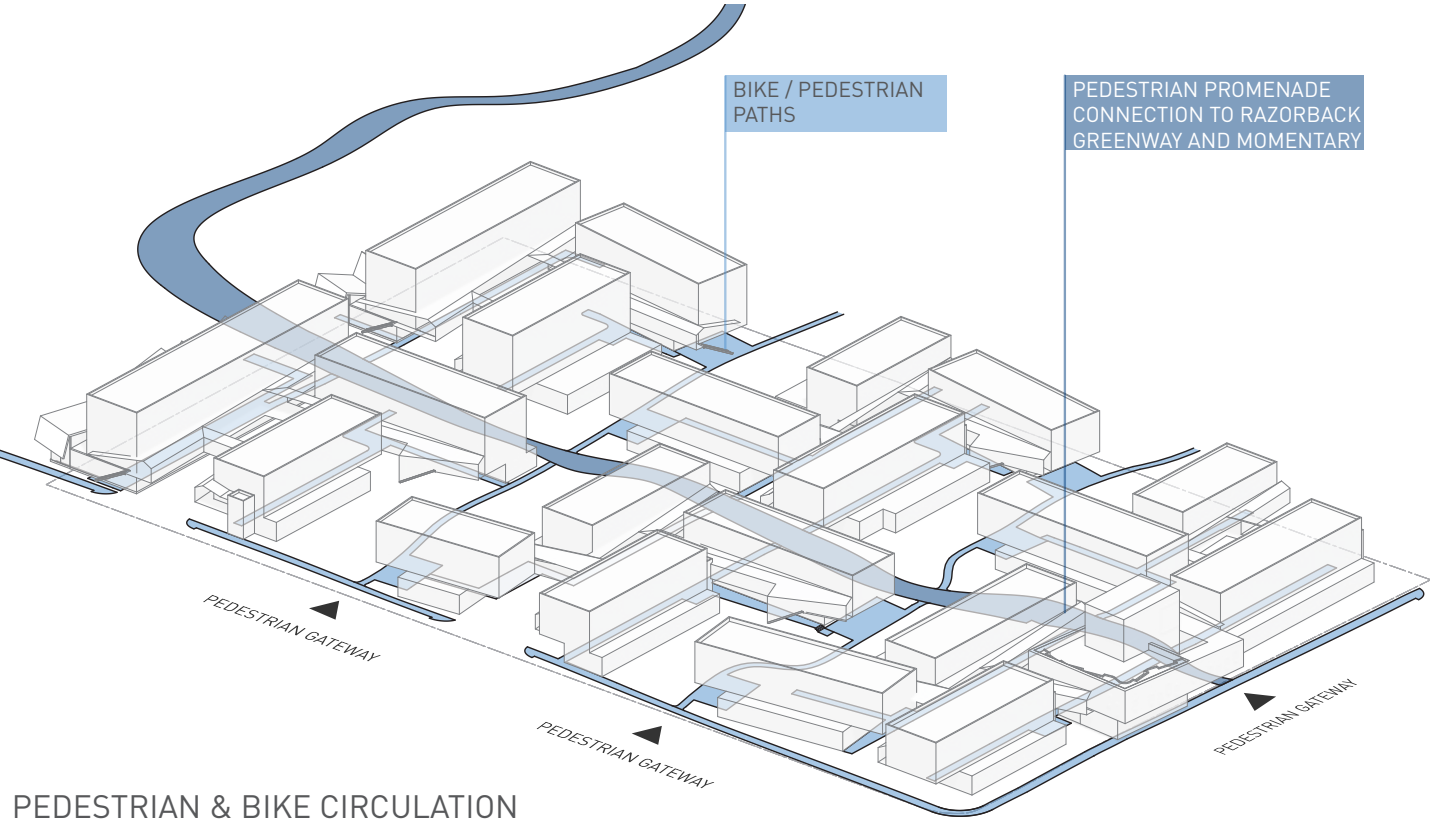 BIKE / PEDESTRIAN
PATHS
PEDESTRIAN PROMENADE
CONNECTION TO RAZORBACK
GREENWAY AND MOMENTARY
PEDESTRIAN GATEWAY
PEDESTRIAN GATEWAY
PEDESTRIAN GATEWAY
PEDESTRIAN & BIKE CIRCULATION